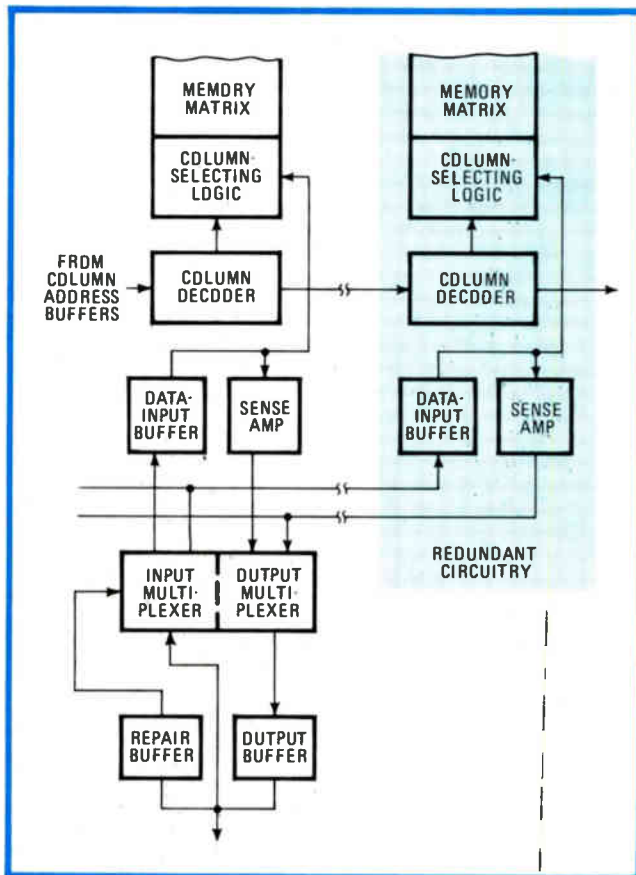 MEMORY
MATRIX
COLUMN-
SELECTING
LOGIC
FROM
COLUMN
ADDRESS
BUFFERS
COLUMN
DECODER
DATA-
INPUT
BUFFER
SENSE
AMP
INPUT
MULTI-
PLEXER
OUTPUT
MULTI-
PLEXER
REPAIR
BUFFER
OUTPUT
BUFFER
MEMORY
MATRIX
COLUMN-
SELECTING
LOGIC
COLUMN
DECODER
DATA-
INPUT
BUFFER
SENSE
AMP
REDUNDANT
CIRCUITRY